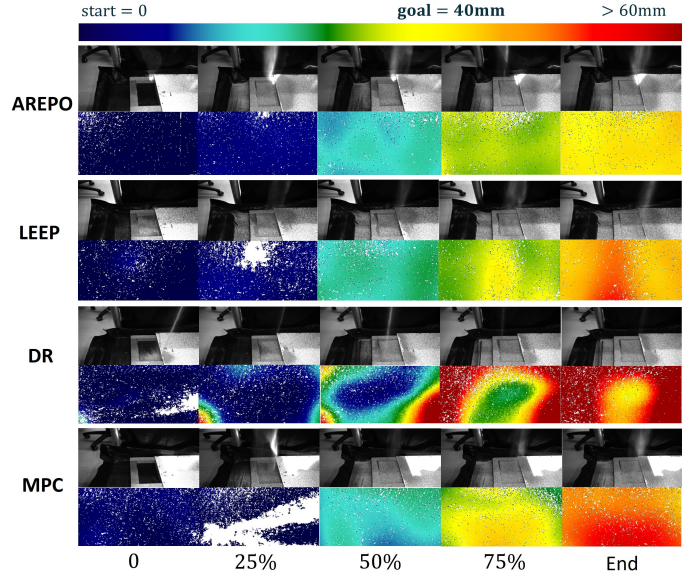 start = 0 goal = 40mm > 60mm
AREPO
LEEP
DR
MPC
0 25% 50% 75% End